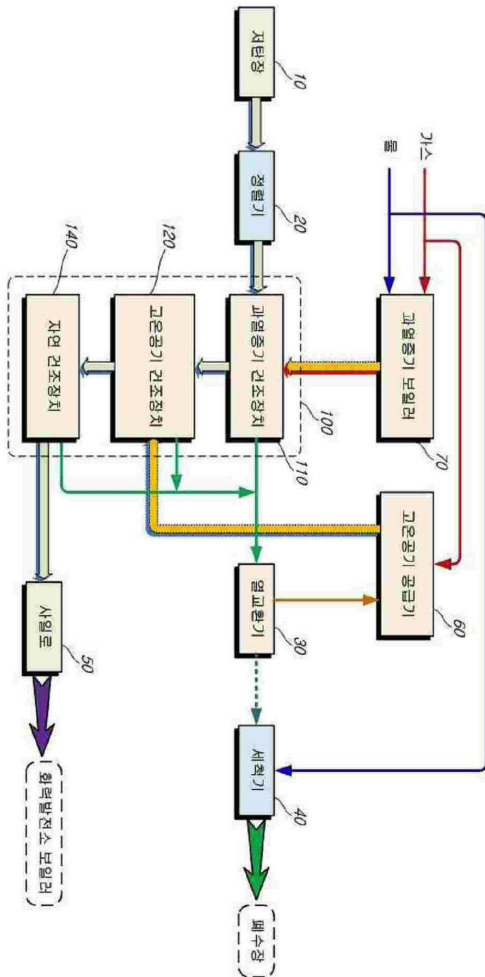 가스
물
과열증기 보일러
70
고온공기 공급기
60
저탄장
10
정렬기
20
과열증기 건조장치
110
100
열교환기
30
세척기
40
폐수장
고온공기 건조장치
120
자연 건조장치
140
사일로
50
화력발전소 보일러